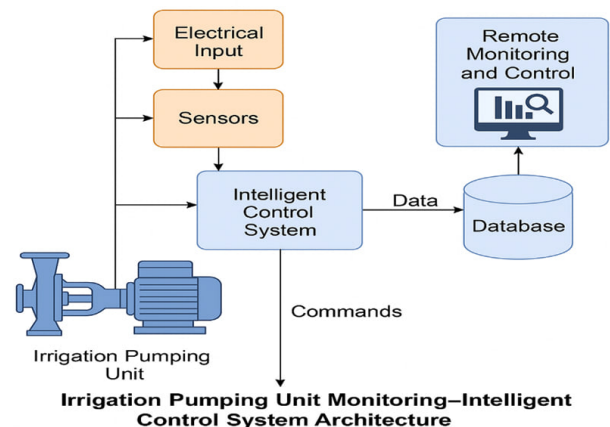 Electrical
Input
Sensors
Intelligent
Control
System
Data
Database
Remote
Monitoring
and Control
Commands
Irrigation Pumping
Unit
Irrigation Pumping Unit Monitoring–Intelligent
Control System Architecture